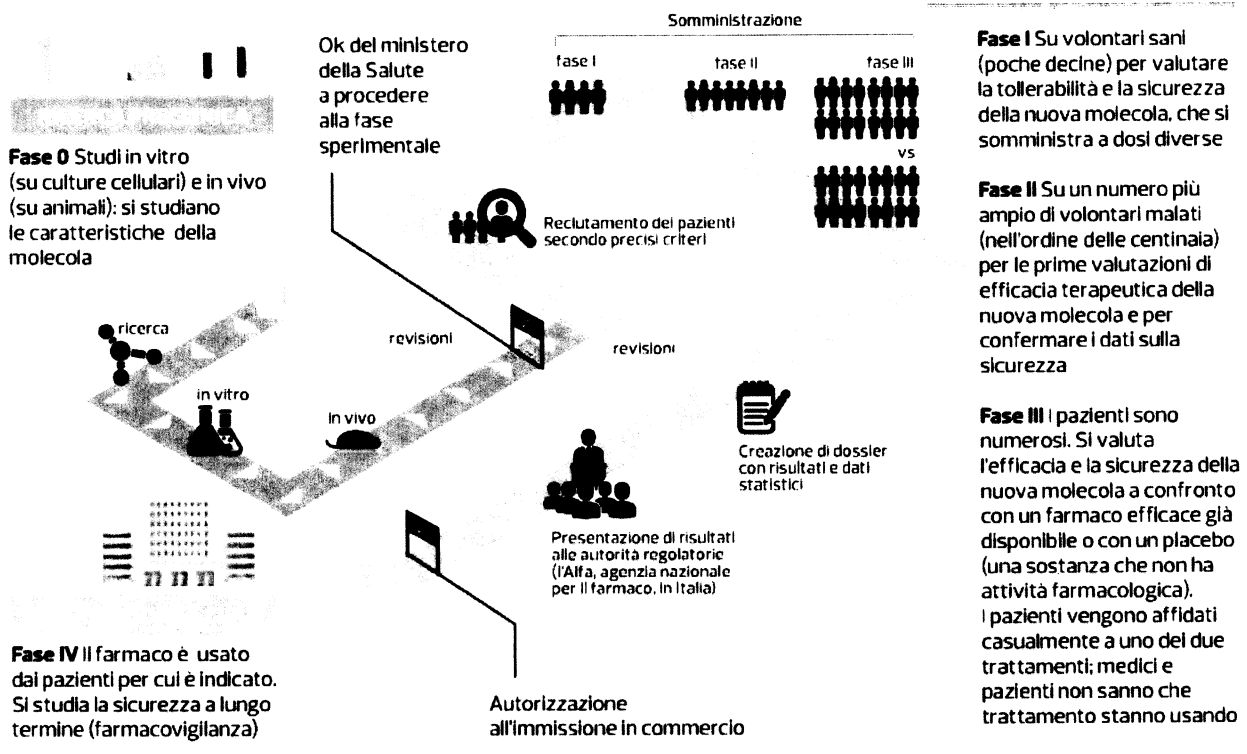 Fase 0 Studi in vitro
(su culture cellulari) e in vivo
(su animali): si studiano
le caratteristiche della
molecola
Ok del ministero
della Salute
a procedere
alla fase
sperimentale
Somministrazione
fase I
fase II
fase III
vs
Reclutamento dei pazienti
secondo precisi criteri
ricerca
in vitro
in vivo
revisioni
revisioni
Creazione di dossier
con risultati e dati
statistici
Presentazione di risultati
alle autorità regolatorie
(l'Alfa, agenzia nazionale
per il farmaco, in Italia)
Autorizzazione
all'immissione in commercio
Fase IV Il farmaco è usato
dai pazienti per cui è indicato.
Si studia la sicurezza a lungo
termine (farmacovigilanza)
Fase I Su volontari sani
(poche decine) per valutare
la tollerabilità e la sicurezza
della nuova molecola, che si
somministra a dosi diverse
Fase II Su un numero più
ampio di volontari malati
(nell'ordine delle centinaia)
per le prime valutazioni di
efficacia terapeutica della
nuova molecola e per
confermare i dati sulla
sicurezza
Fase III I pazienti sono
numerosi. Si valuta
l'efficacia e la sicurezza della
nuova molecola a confronto
con un farmaco efficace già
disponibile o con un placebo
(una sostanza che non ha
attività farmacologica).
I pazienti vengono affidati
casualmente a uno dei due
trattamenti; medici e
pazienti non sanno che
trattamento stanno usando